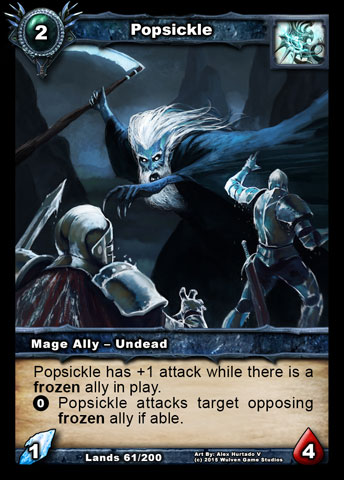 2
Popsickle
Mage Ally – Undead
Popsickle has +1 attack while there is a
frozen ally in play.
0 Popsickle attacks target opposing
frozen ally if able.
1
Lands 61/200
Art By: Alex Hurtado V
(c) 2015 Wulven Game Studios
4